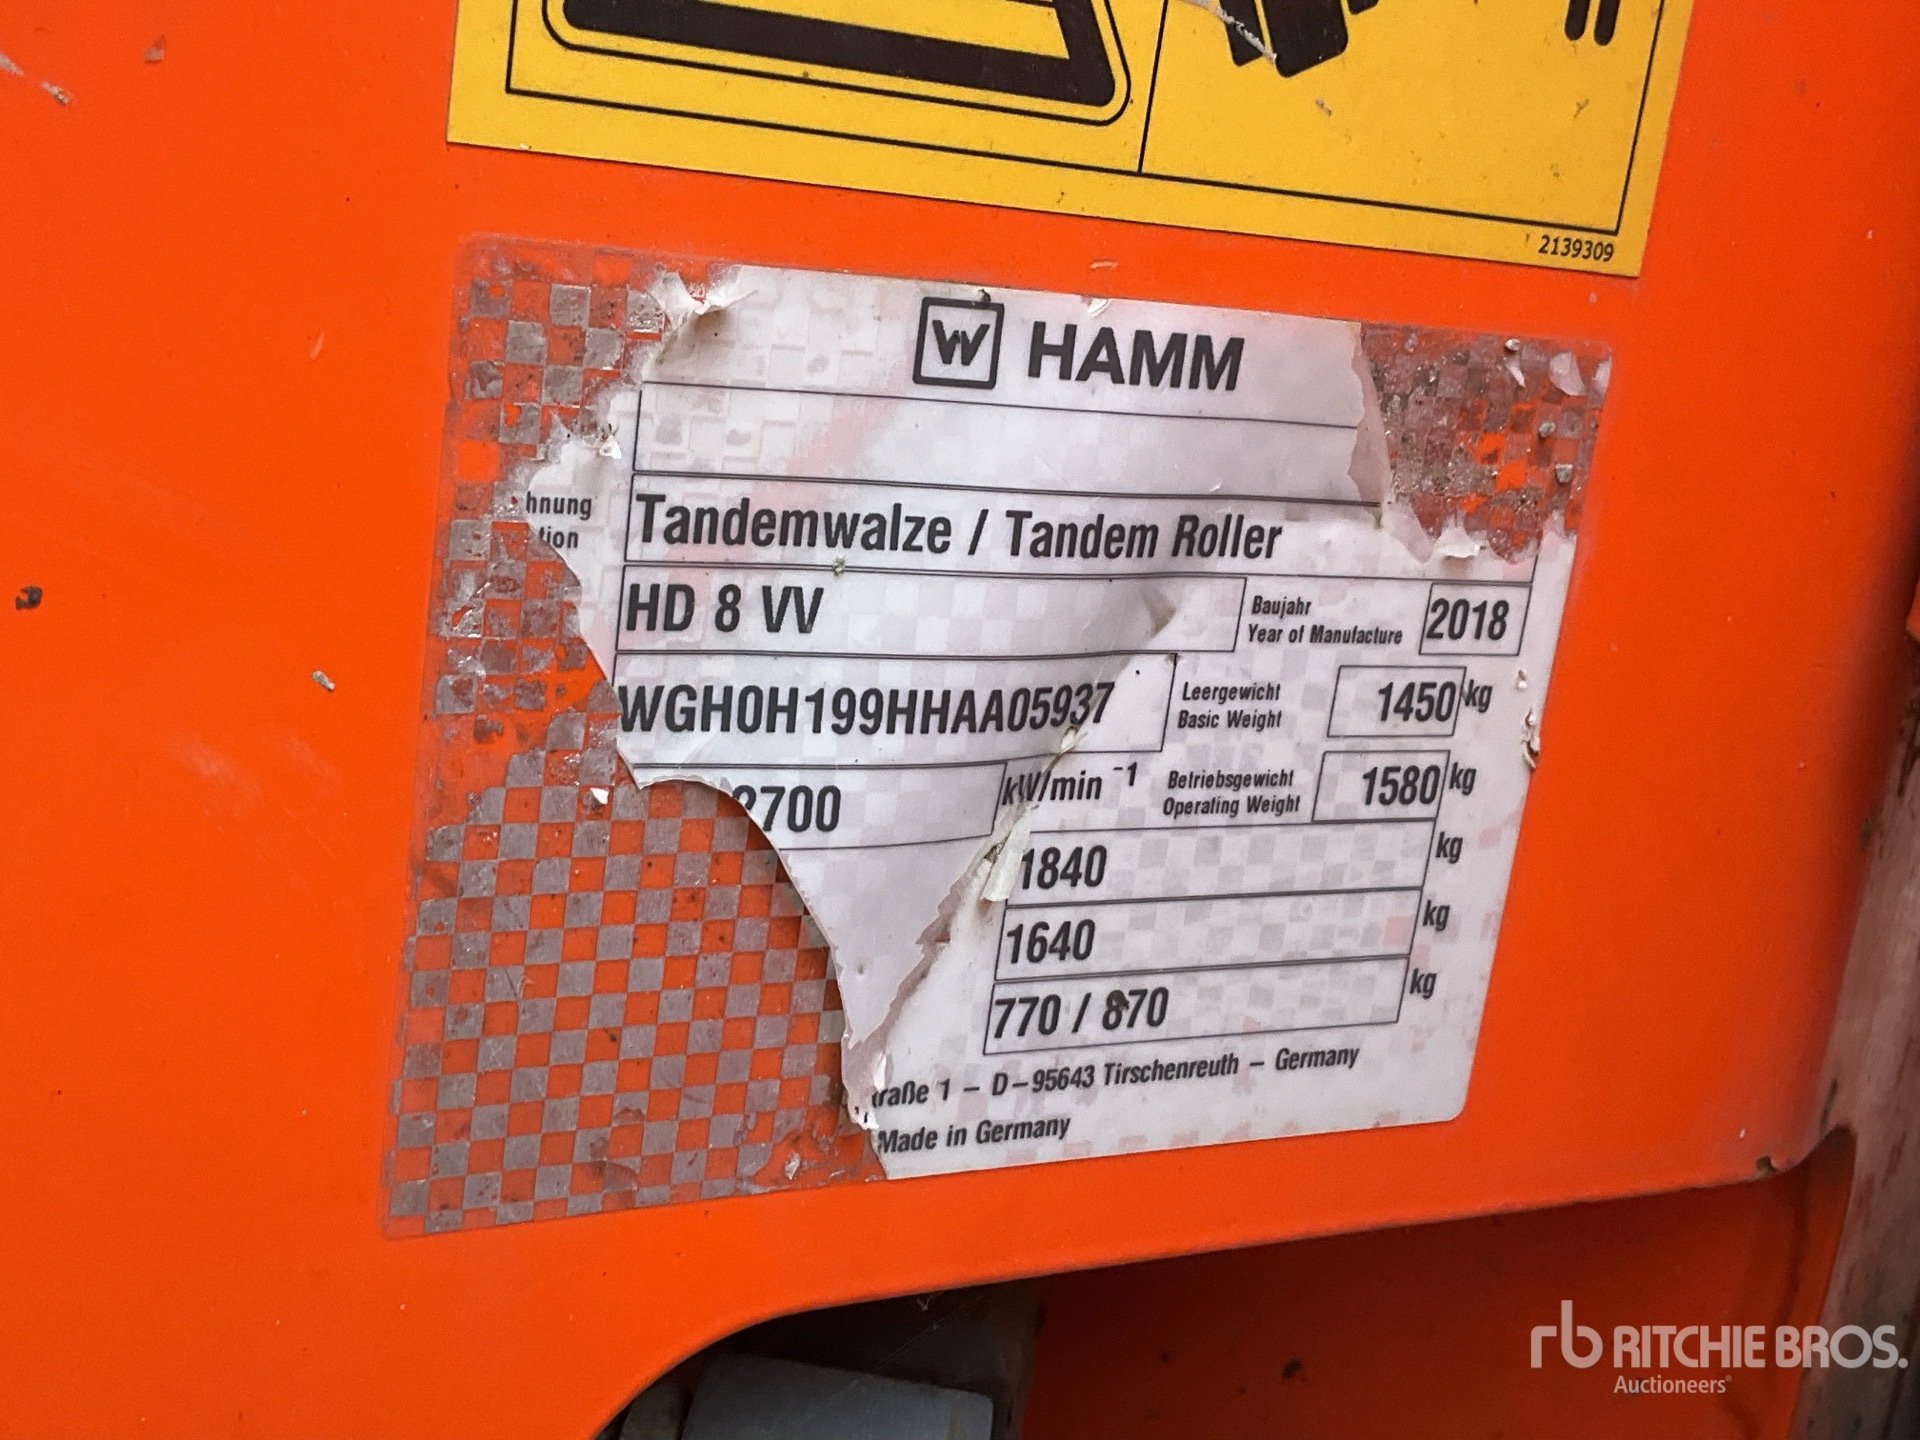 2139309
W HAMM
hnung
tion
Tandemwalze / Tandem Roller
HD 8 VV
Baujahr
Year of Manufacture
2018
WGH0H199HHAA05937
Leergewicht
Basic Weight
1450 kg
2700 kW/min -1
Betriebsgewicht
Operating Weight
1580 kg
1840 kg
1640 kg
770 / 870 kg
traße 1 – D–95643 Tirschenreuth – Germany
Made in Germany
rb RITCHIE BROS.
Auctioneers